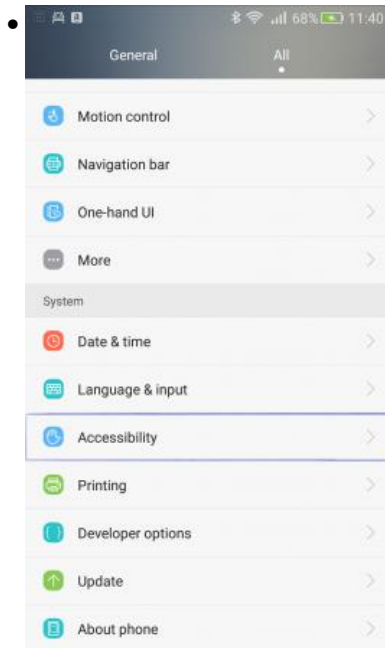 68% 11:40
General All
Motion control
Navigation bar
One-hand UI
More
System
Date & time
Language & input
Accessibility
Printing
Developer options
Update
About phone